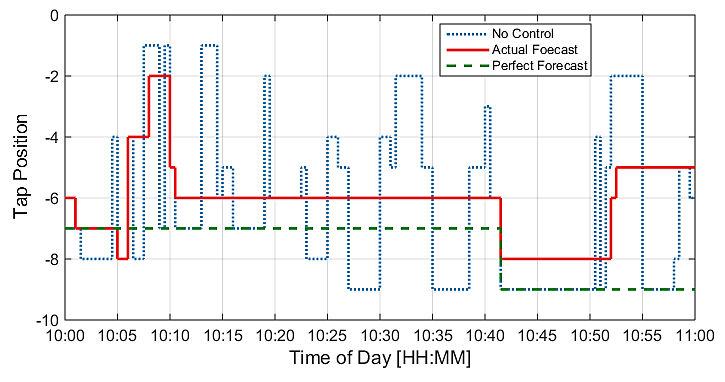 No Control
Actual Foecast
Perfect Forecast
Tap Position
0
-2
-4
-6
-8
-10
10:00 10:05 10:10 10:15 10:20 10:25 10:30 10:35 10:40 10:45 10:50 10:55 11:00
Time of Day [HH:MM]